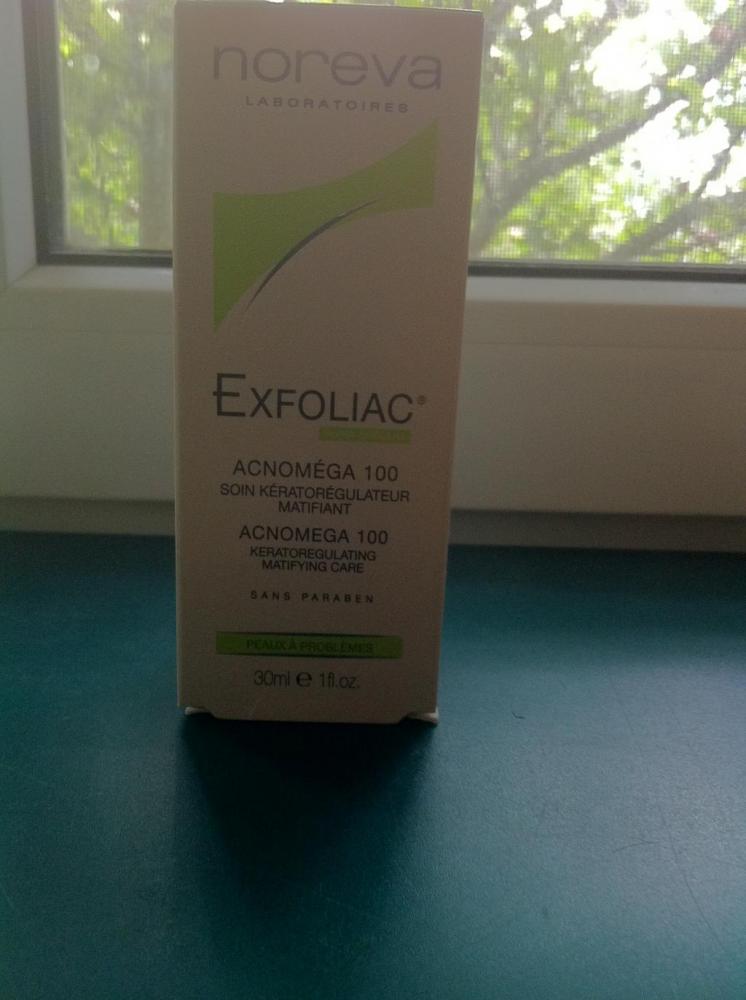 noreva
LABORATOIRES
EXFOLIAC®
ACNOMÉGA 100
SOIN KÉRATORÉGULATEUR
MATIFIANT
ACNOMEGA 100
KERATOREGULATING
MATIFYING CARE
SANS PARABEN
PEAUX À PROBLÈMES
30ml e 1fl.oz.